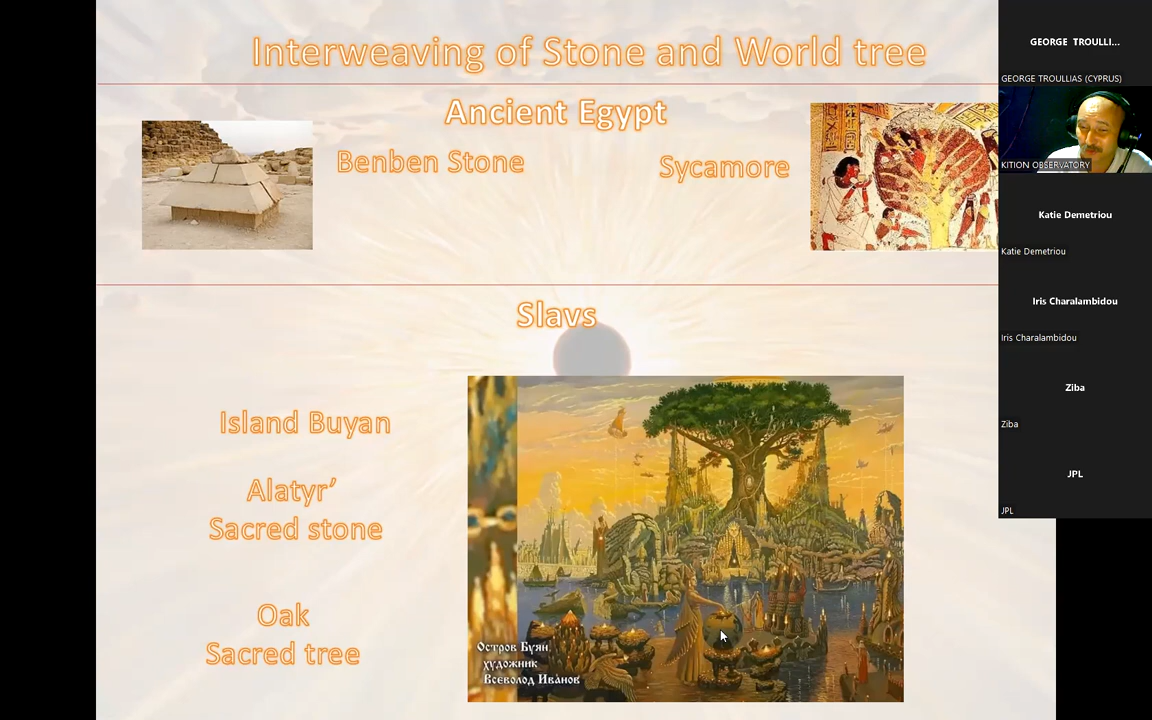 Interweaving of Stone and World tree
Ancient Egypt
Benben Stone
Sycamore
Slavs
Island Buyan
Alatyr’
Sacred stone
Oak
Sacred tree
Остров Буян,
художник
Всеволод Иванов
GEORGE TROULLI...
GEORGE TROULLIAS (CYPRUS)
KITION OBSERVATORY
Katie Demetriou
Katie Demetriou
Iris Charalambidou
Iris Charalambidou
Ziba
Ziba
JPL
JPL